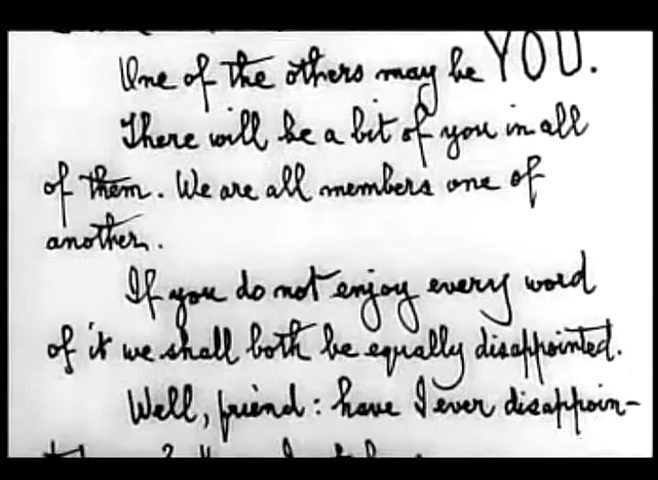 One of the others may be YOU.
There will be a bit of you in all
of them. We are all members one of
another.
If you do not enjoy every word
of it we shall both be equally disappointed.
Well, friend: have I ever disappoin-